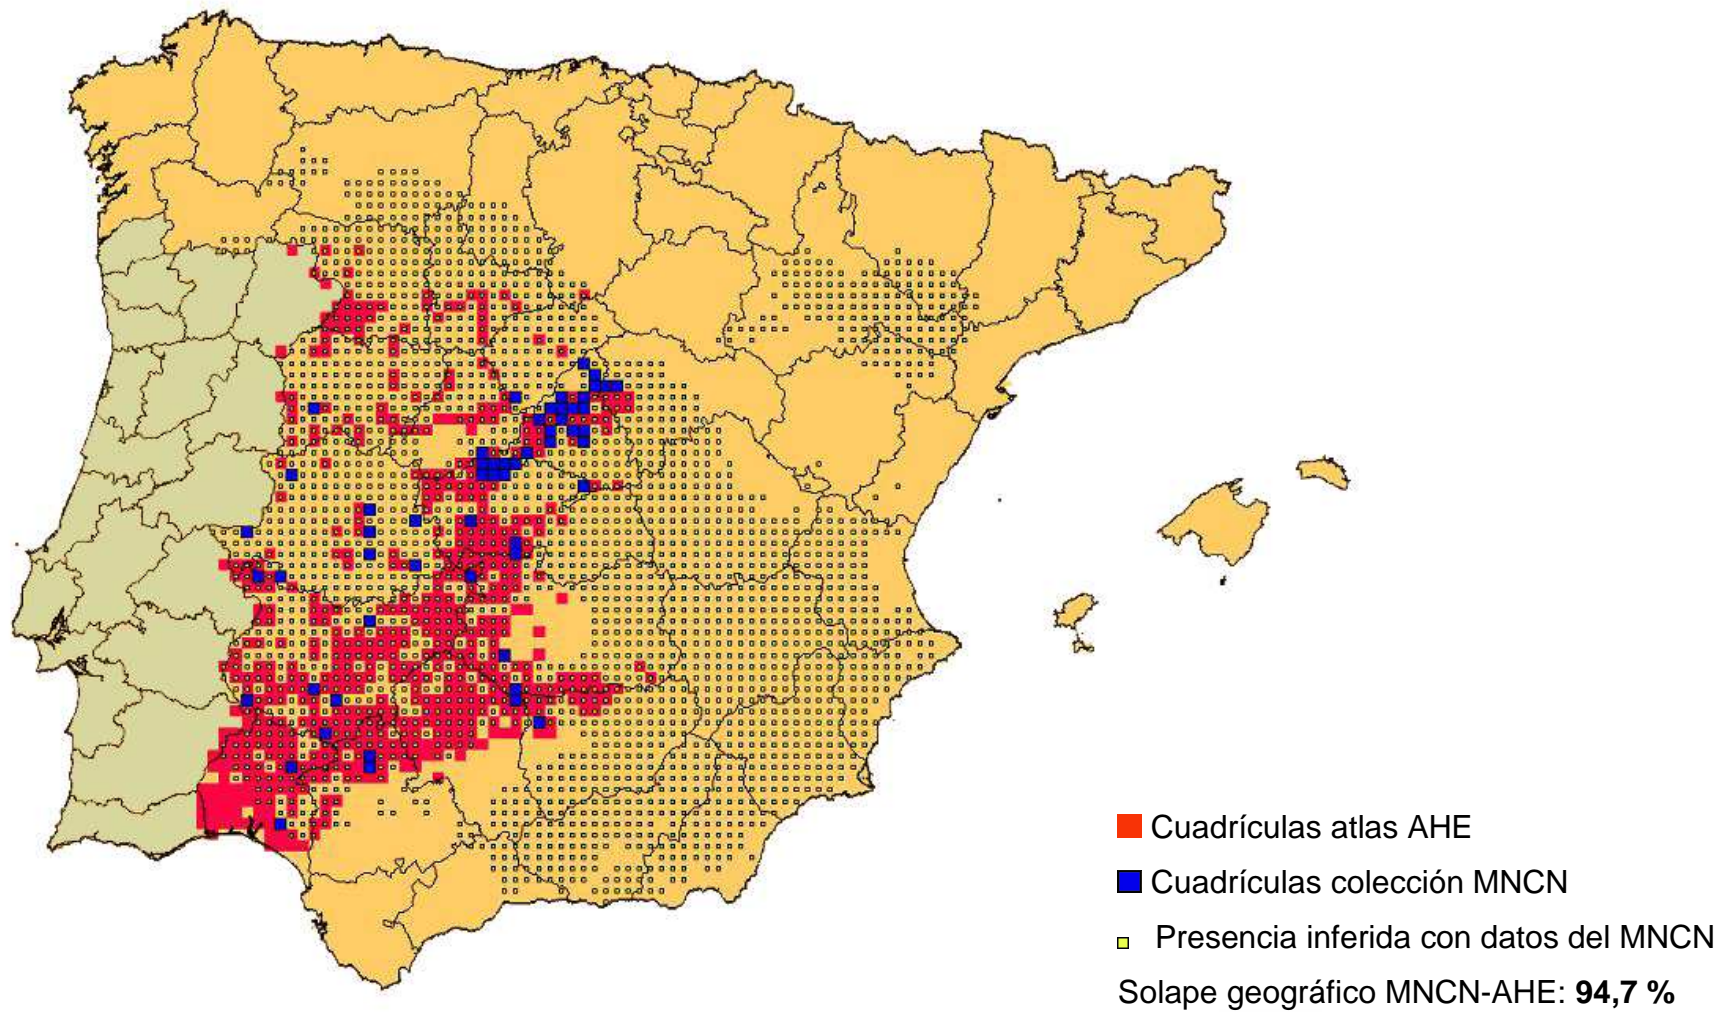 Cuadrículas atlas AHE
Cuadrículas colección MNCN
Presencia inferida con datos del MNCN
Solape geográfico MNCN-AHE: 94,7 %